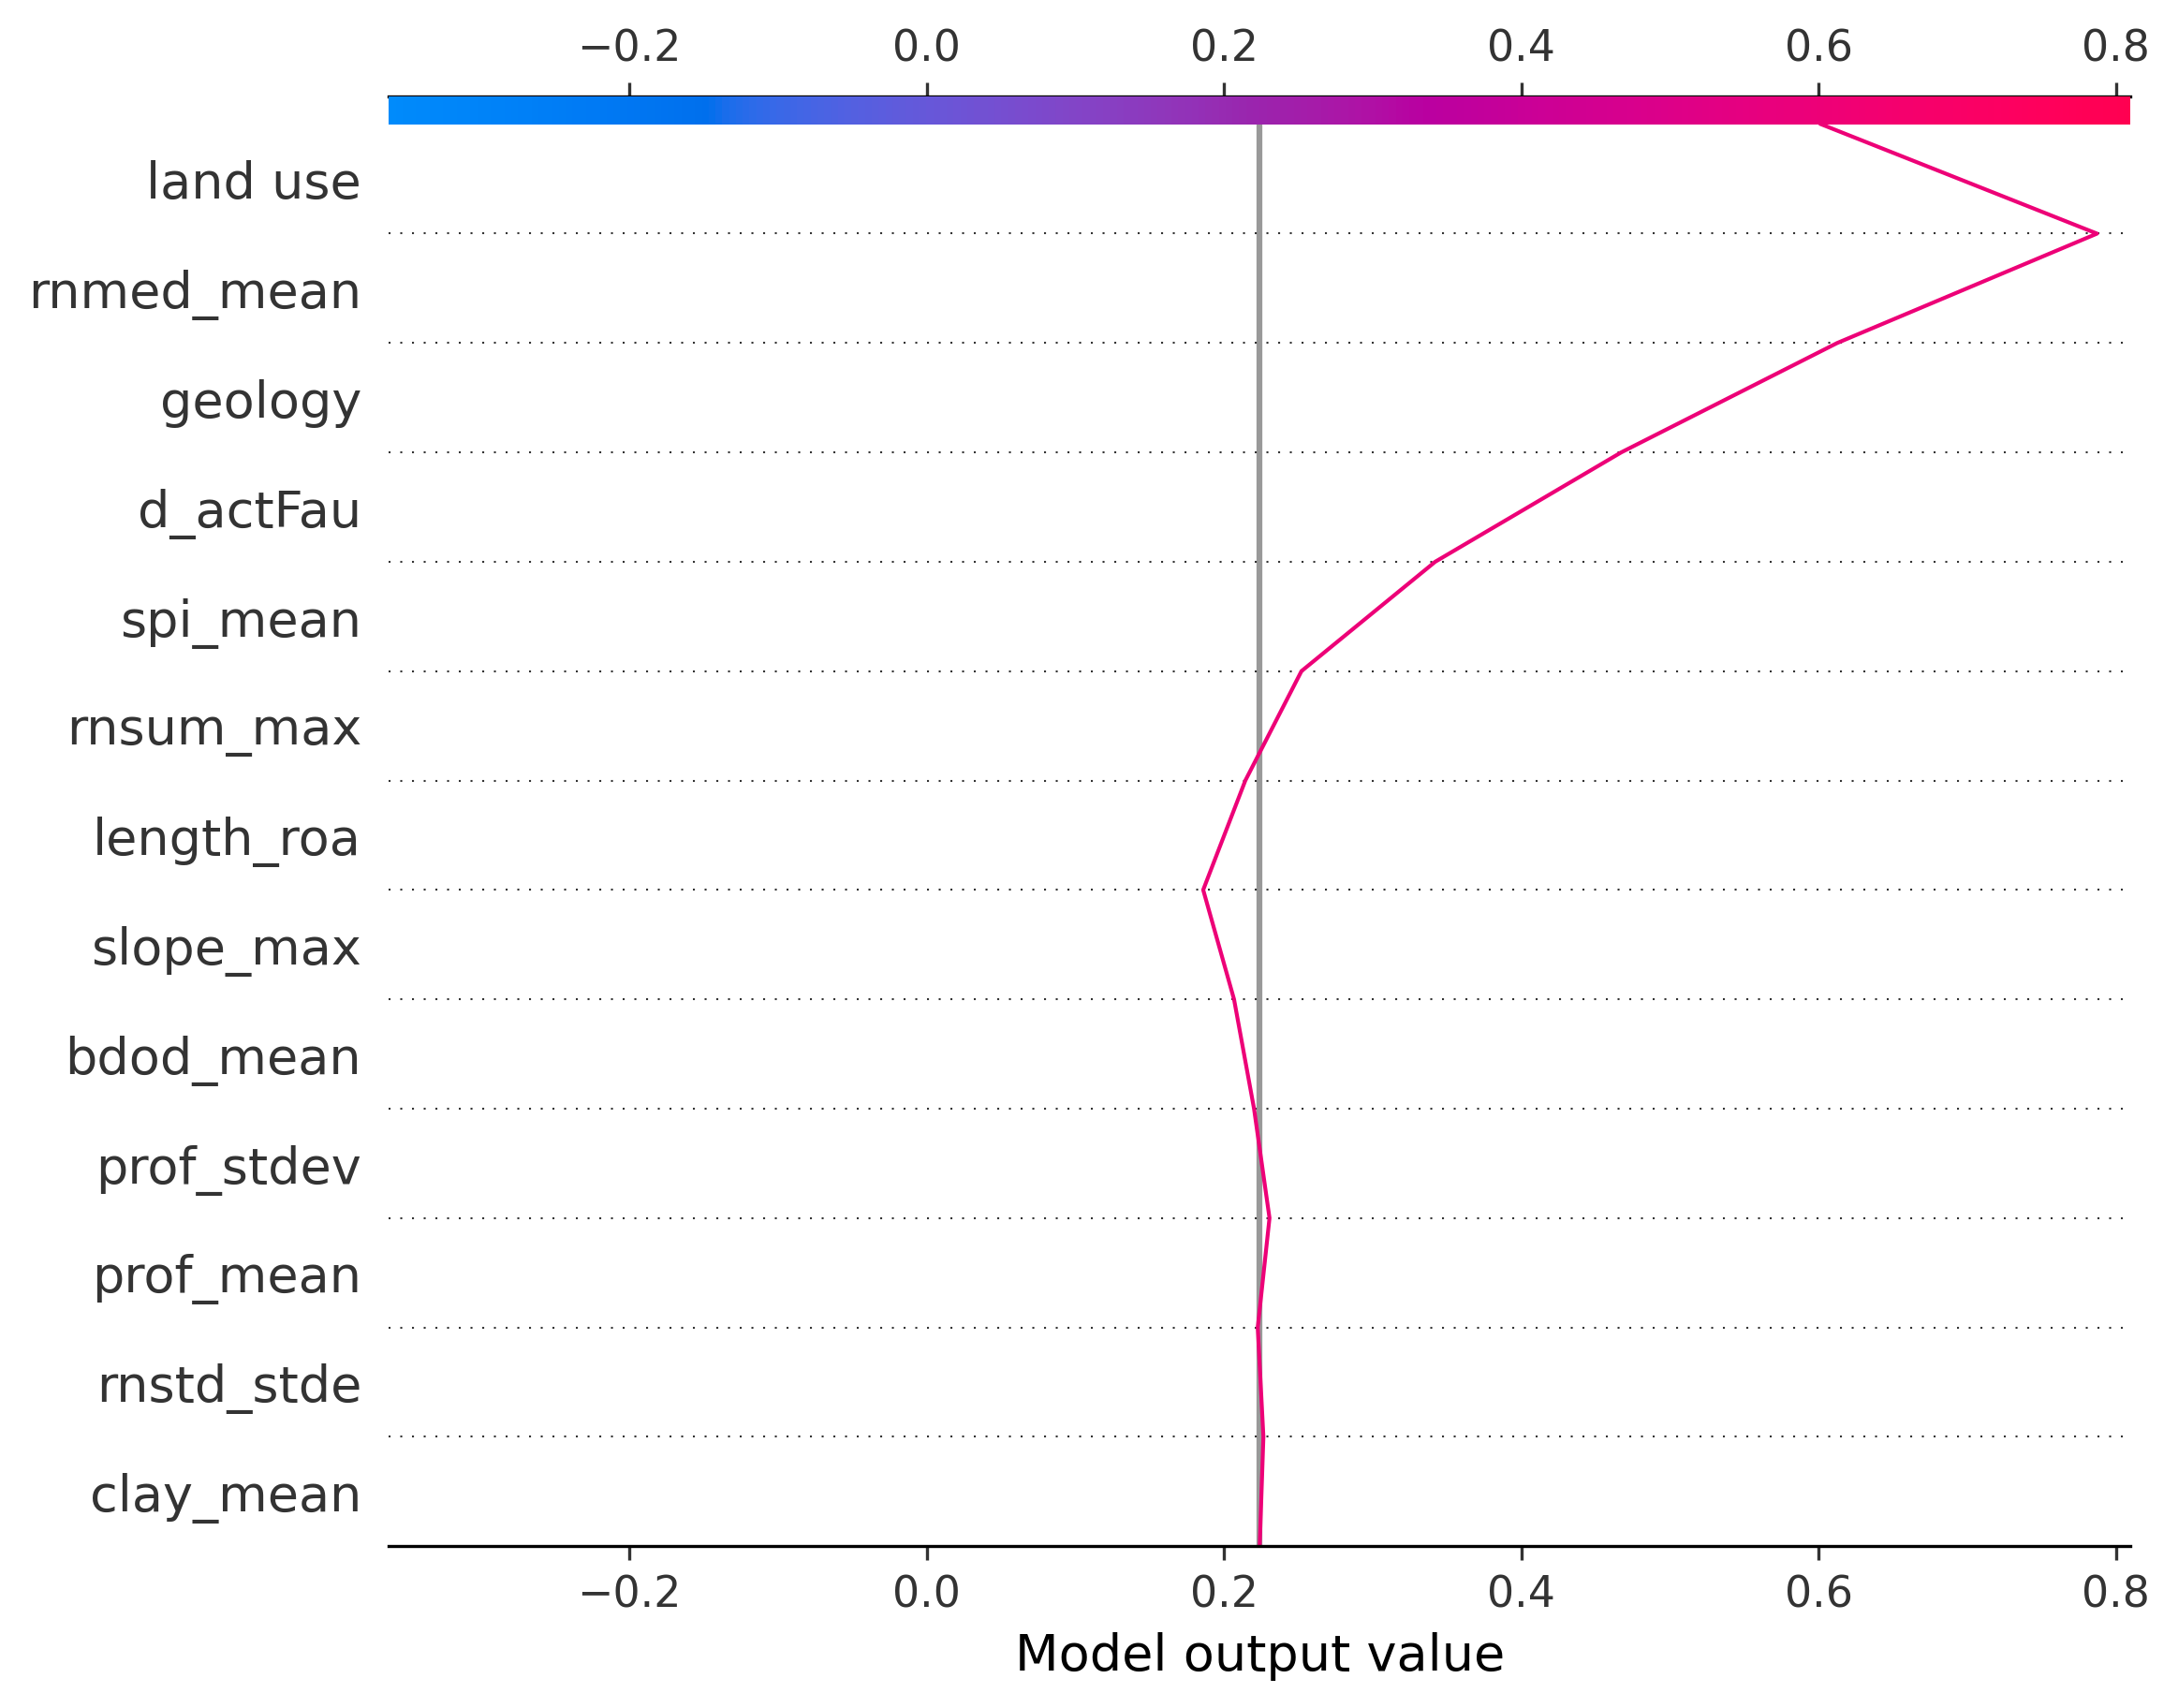 −0.2 0.0 0.2 0.4 0.6 0.8
land use
rnmed_mean
geology
d_actFau
spi_mean
rnsum_max
length_roa
slope_max
bdod_mean
prof_stdev
prof_mean
rnstd_stde
clay_mean
−0.2 0.0 0.2 0.4 0.6 0.8
Model output value